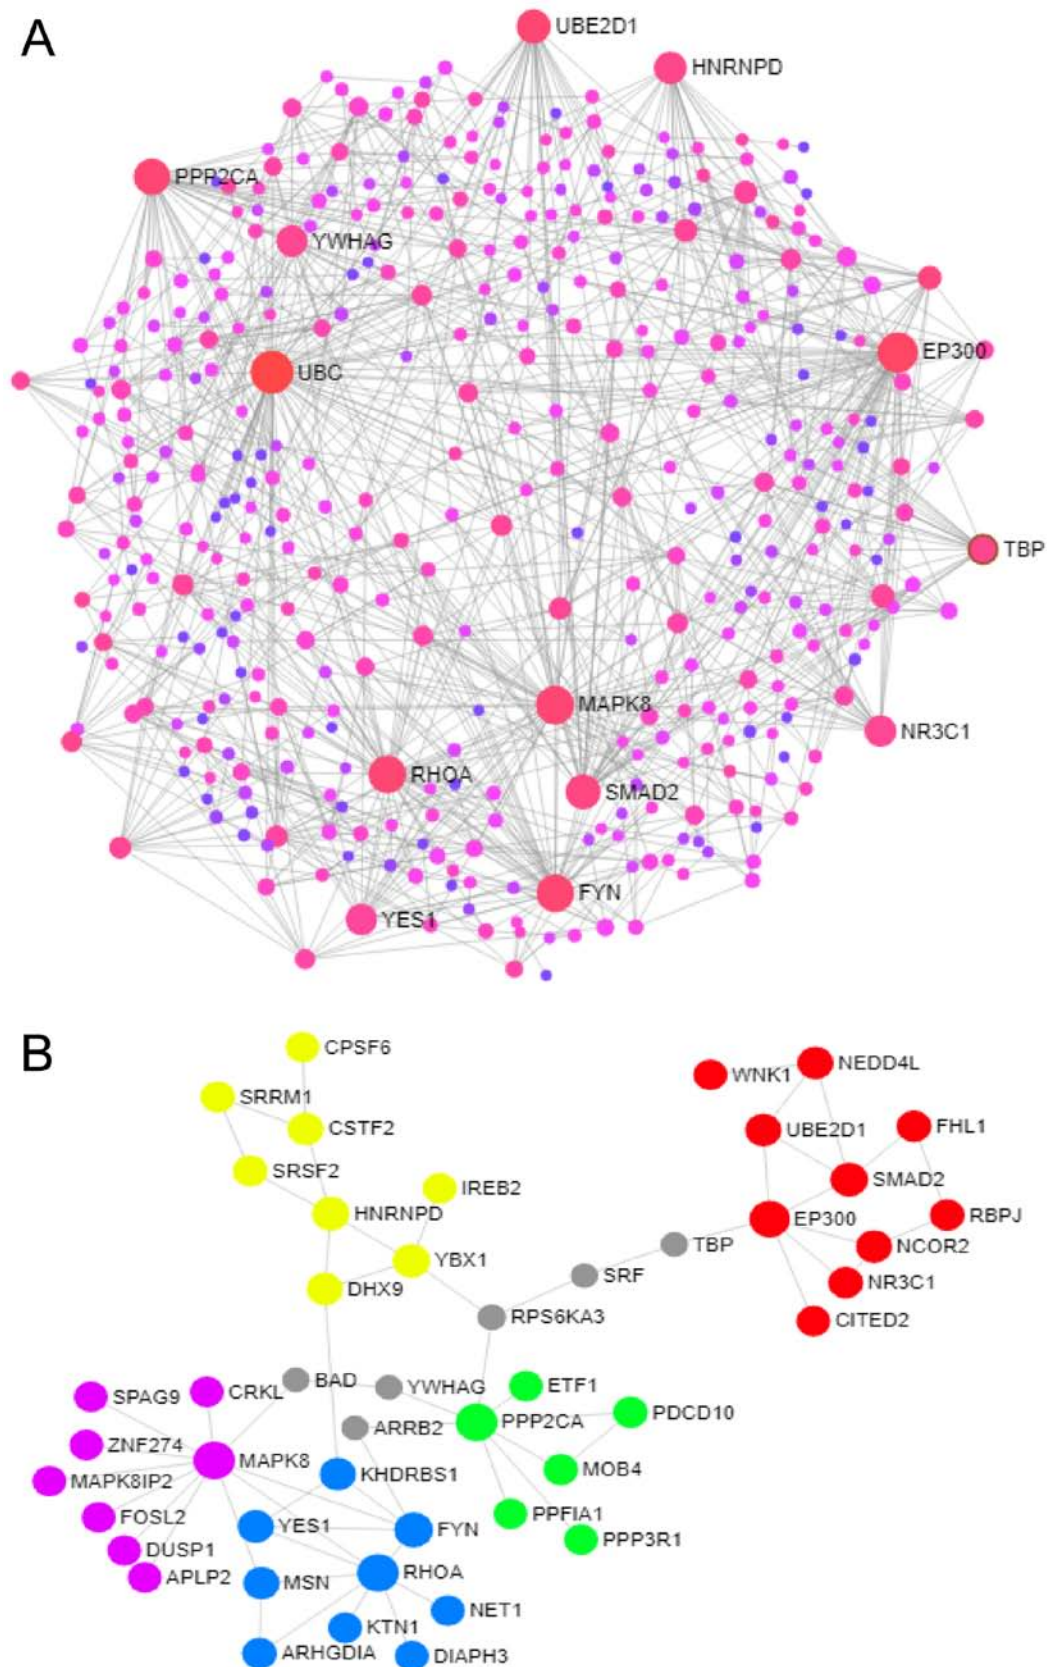 A
UBE2D1
HNRNPD
PPP2CA
YWHAG
EP300
UBC
TBP
MAPK8
NR3C1
RHOA
SMAD2
FYN
YES1
B
CPSF6
NEDD4L
WNK1
SRRM1
CSTF2
UBE2D1
FHL1
SRSF2
SMAD2
IREB2
HNRNPD
EP300
RBPJ
YBX1
TBP
NCOR2
DHX9
SRF
NR3C1
RPS6KA3
CITED2
BAD
YWHAG
ETF1
SPAG9
CRKL
PDCD10
ARRB2
PPP2CA
ZNF274
MAPK8
KHDRBS1
MOB4
MAPK8IP2
FOSL2
YES1
FYN
PPFIA1
PPP3R1
DUSP1
APLP2
MSN
RHOA
NET1
KTN1
ARHGDIA
DIAPH3